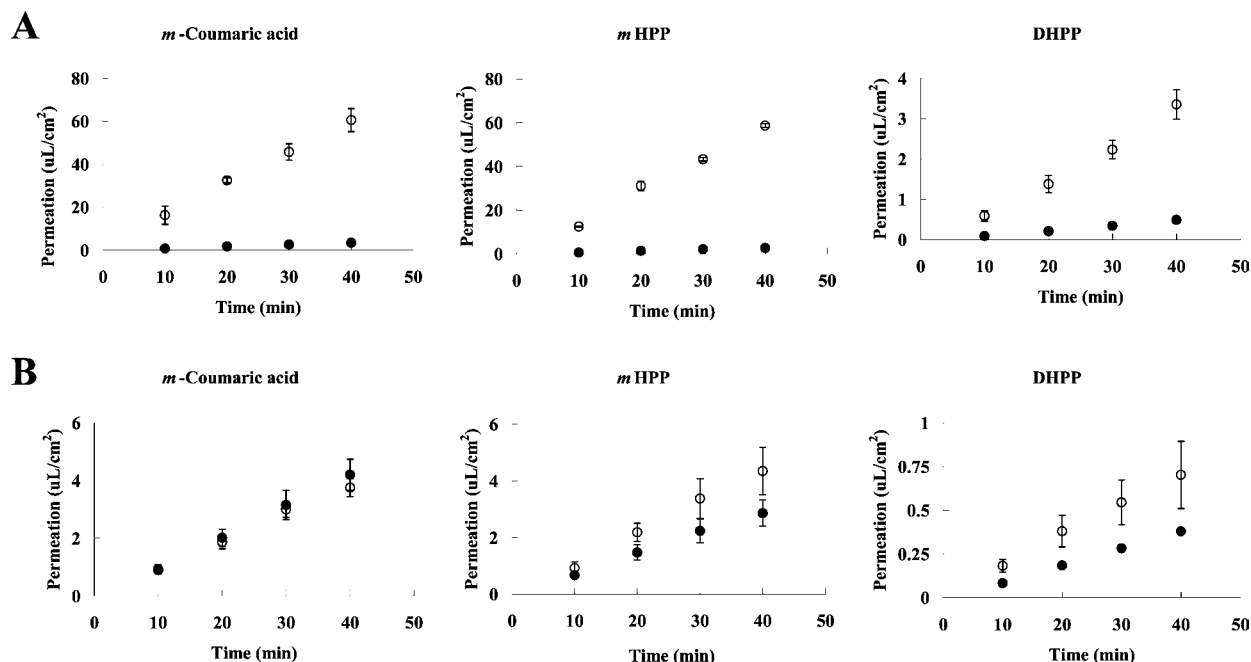 A
m-Coumaric acid
Permeation (uL/cm2)
80
60
40
20
0
0 10 20 30 40 50
Time (min)
m HPP
Permeation (uL/cm2)
80
60
40
20
0
0 10 20 30 40 50
Time (min)
DHPP
Permeation (uL/cm2)
4
3
2
1
0
0 10 20 30 40 50
Time (min)
B
m-Coumaric acid
Permeation (uL/cm2)
6
4
2
0
0 10 20 30 40 50
Time (min)
m HPP
Permeation (uL/cm2)
6
4
2
0
0 10 20 30 40 50
Time (min)
DHPP
Permeation (uL/cm2)
1
0.75
0.5
0.25
0
0 10 20 30 40 50
Time (min)